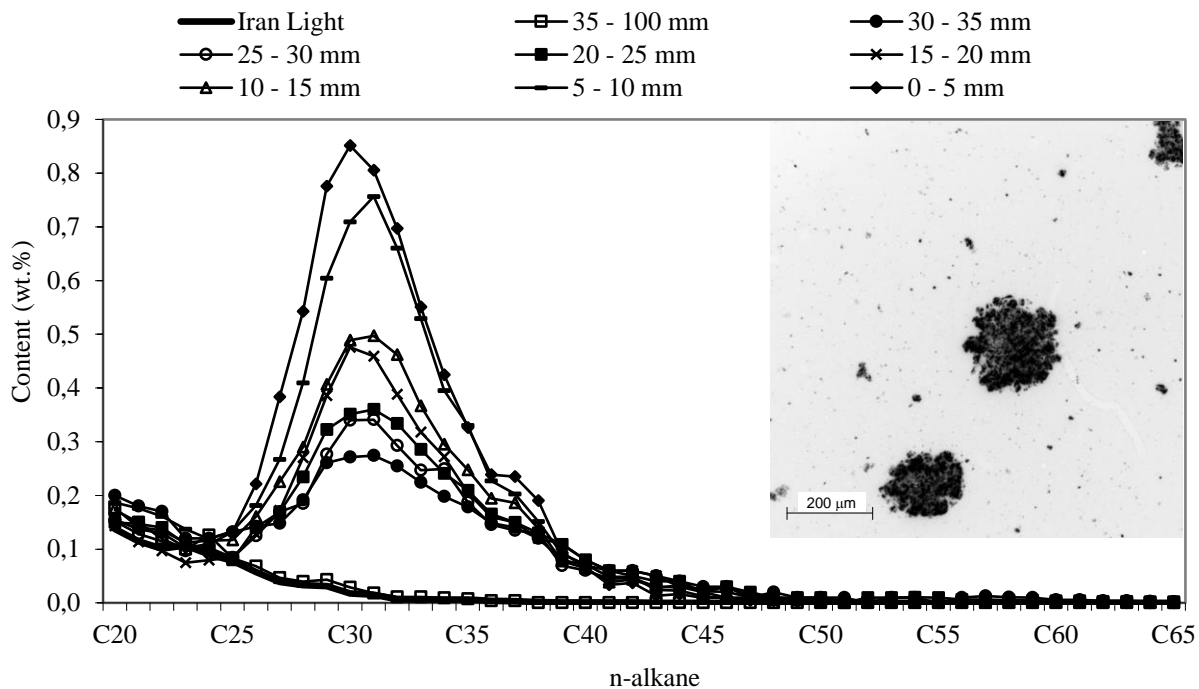 Iran Light 35 - 100 mm 30 - 35 mm
25 - 30 mm 20 - 25 mm 15 - 20 mm
10 - 15 mm 5 - 10 mm 0 - 5 mm
0,9
0,8
0,7
0,6
0,5
0,4
0,3
0,2
0,1
0,0
Content (wt.%)
200 µm
C20 C25 C30 C35 C40 C45 C50 C55 C60 C65
n-alkane